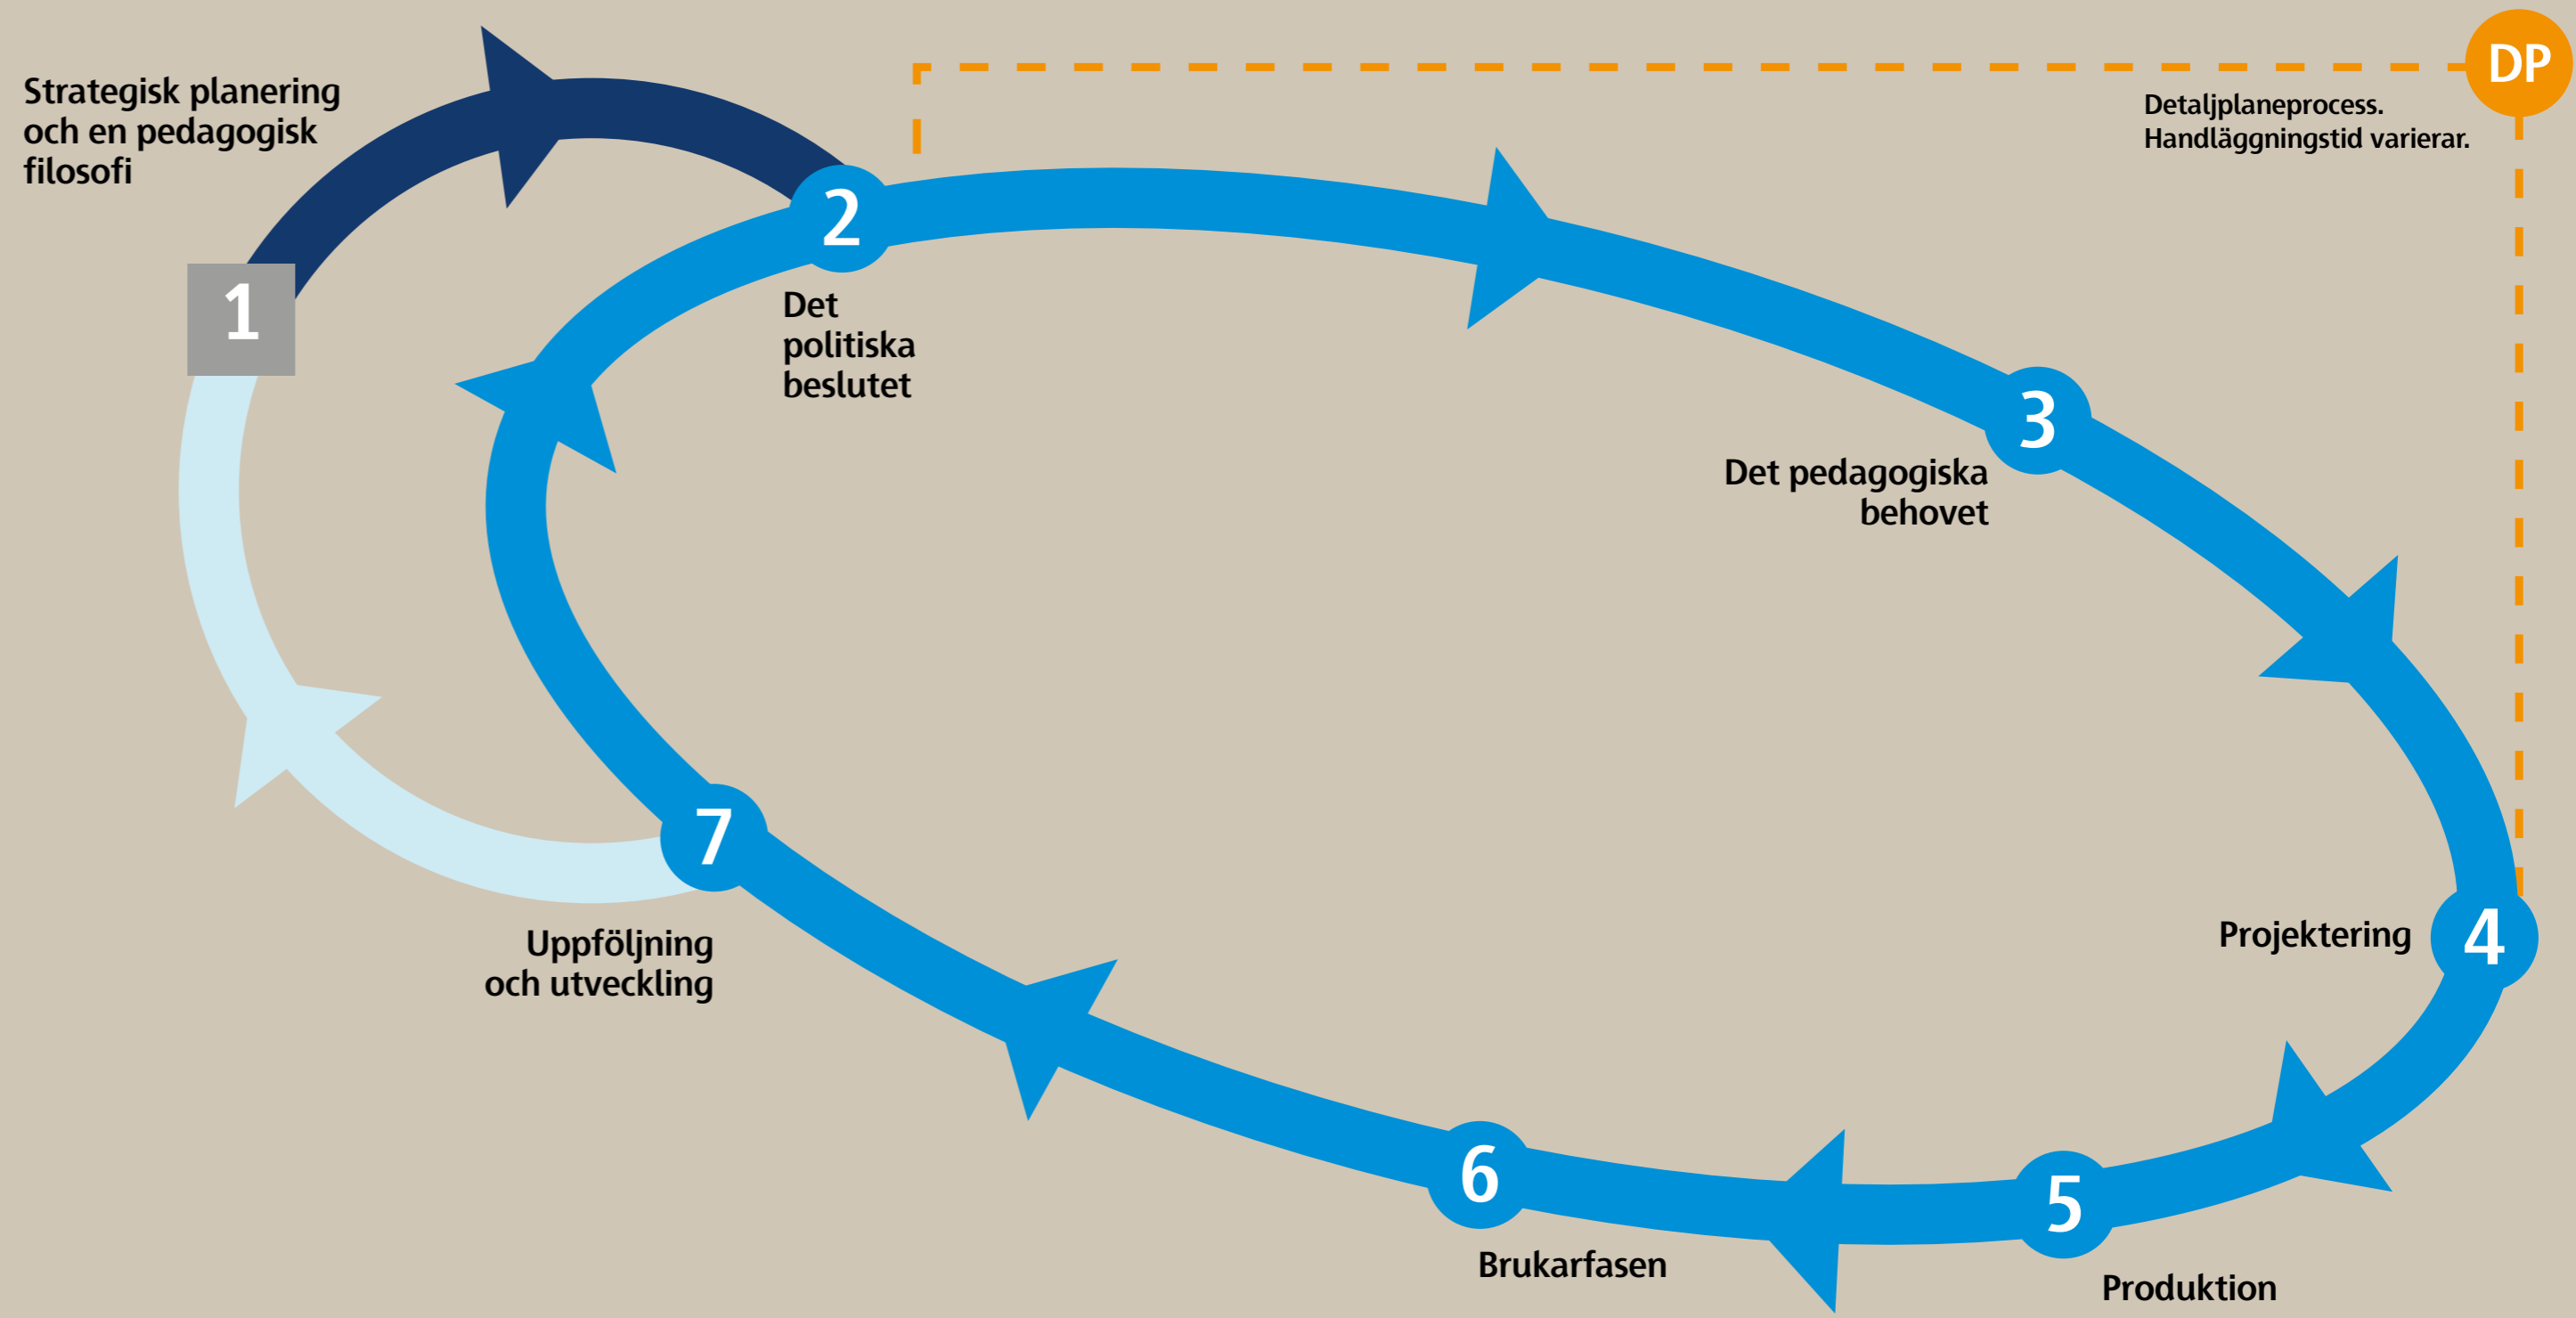 Strategisk planering
och en pedagogisk
filosofi
1
2
Det
politiska
beslutet
DP
Detaljplaneprocess.
Handläggningstid varierar.
3
Det pedagogiska
behovet
Projektering
4
5
Produktion
6
Brukarfasen
7
Uppföljning
och utveckling